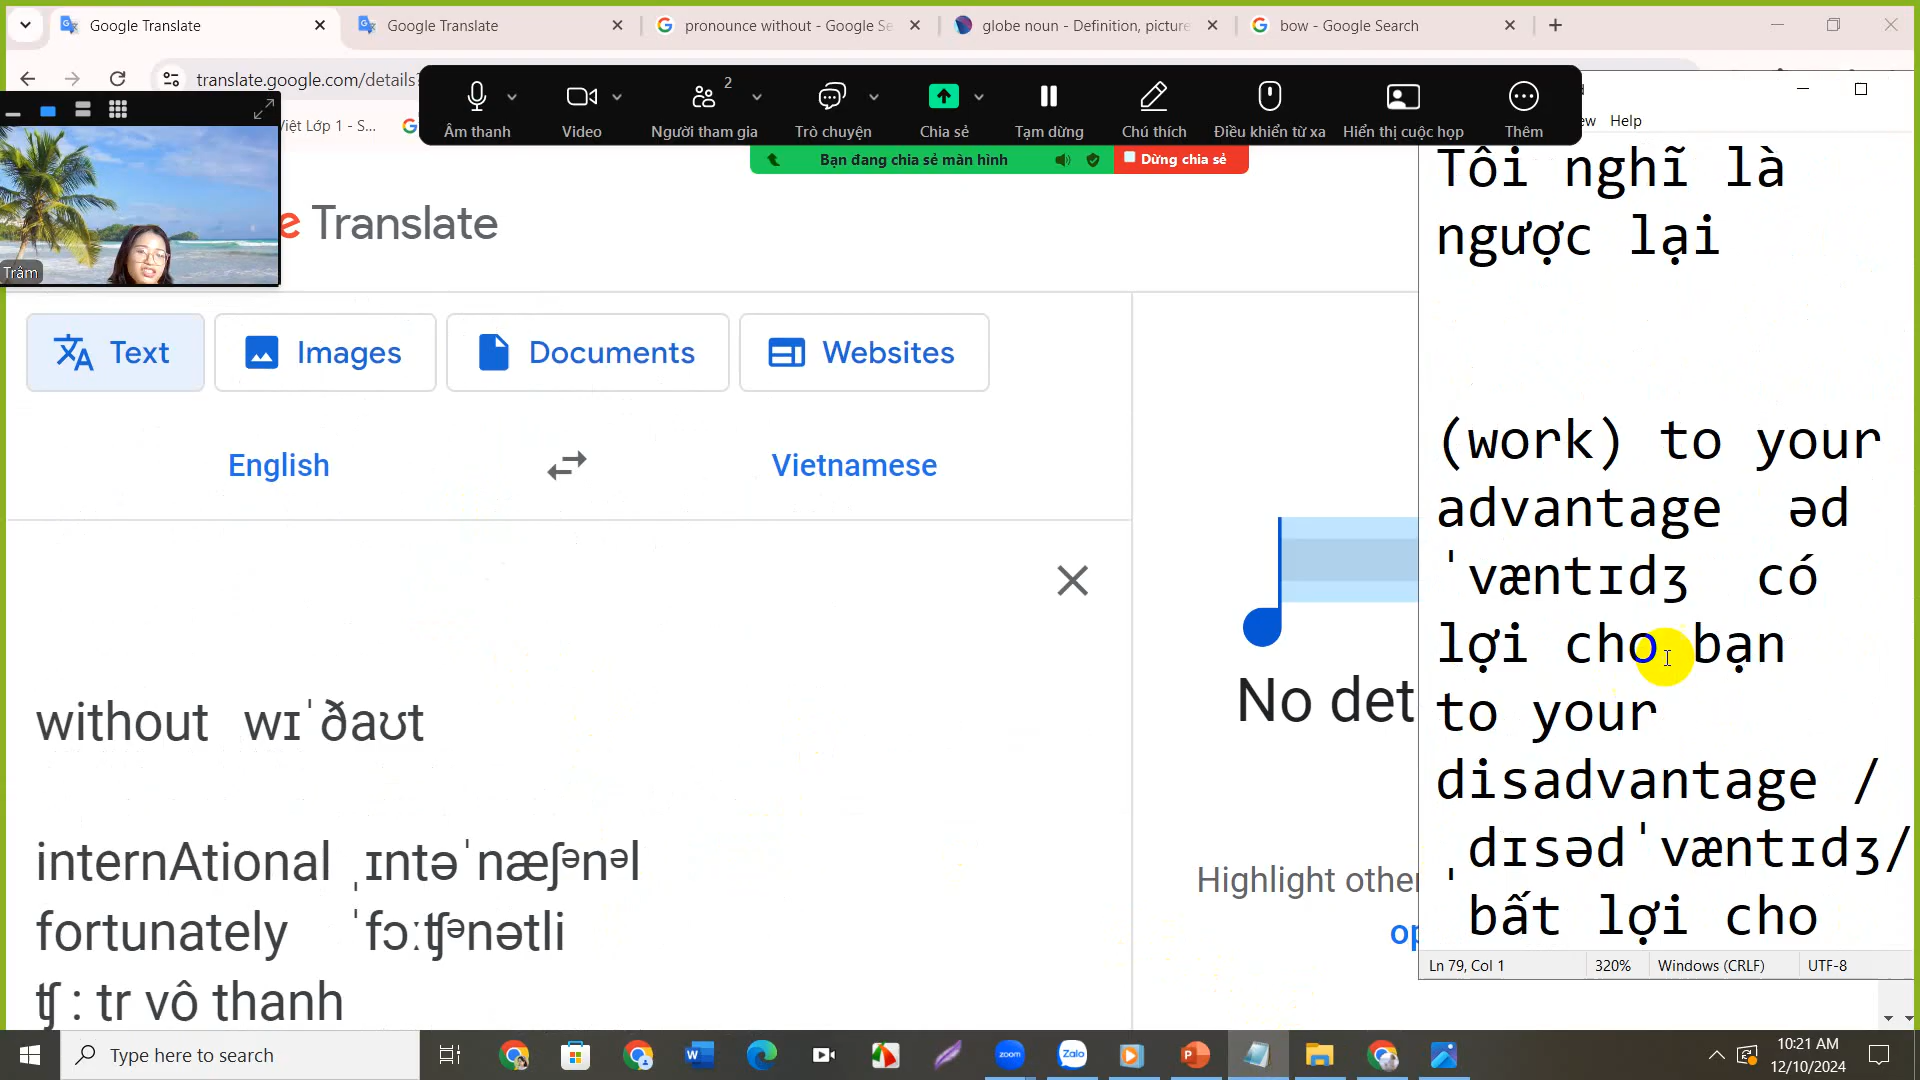 Google Translate
Google Translate
pronounce without - Google Se
globe noun - Definition, picture
bow - Google Search
translate.google.com/details?
Việt Lớp 1 - S...
2
Âm thanh
Video
Người tham gia
Trò chuyện
Chia sẻ
Tạm dừng
Chú thích
Điều khiển từ xa
Hiển thị cuộc họp
Thêm
Bạn đang chia sẻ màn hình
Dừng chia sẻ
Help
Trâm
Translate
Text
Images
Documents
Websites
English
Vietnamese
without wɪˈðaʊt
internAtional ˌɪntəˈnæʃᵊnᵊl
fortunately ˈfɔːʧᵊnətli
ʧ : tr vô thanh
No det
Highlight other
op
Tôi nghĩ là
ngược lại
(work) to your
advantage əd
ˈvæntɪdʒ có
lợi cho bạn
to your
disadvantage /
ˌdɪsədˈvæntɪdʒ/
bất lợi cho
Ln 79, Col 1
320%
Windows (CRLF)
UTF-8
Type here to search
zoom
Zalo
10:21 AM
12/10/2024